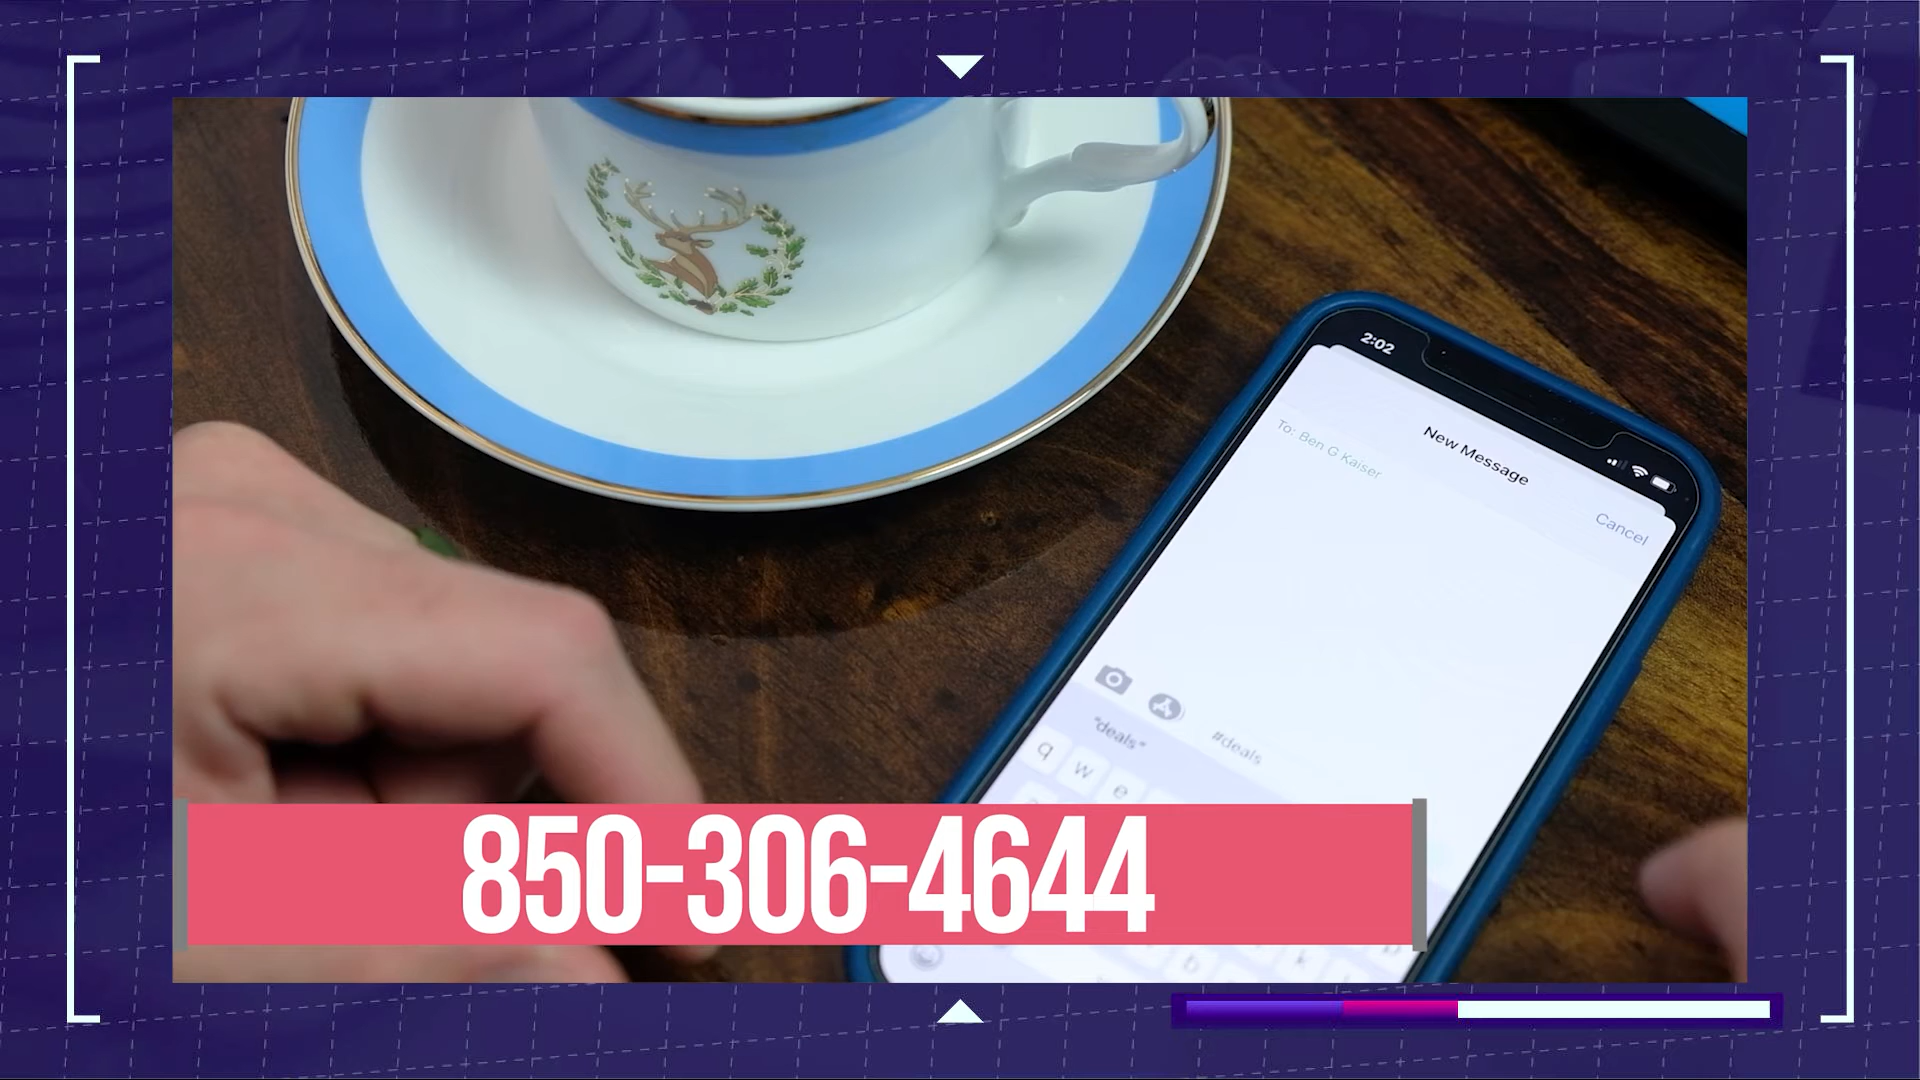 2:02
New Message
To: Ben G Kaiser
Cancel
"deals"
#deals
q w e
b
k
850-306-4644